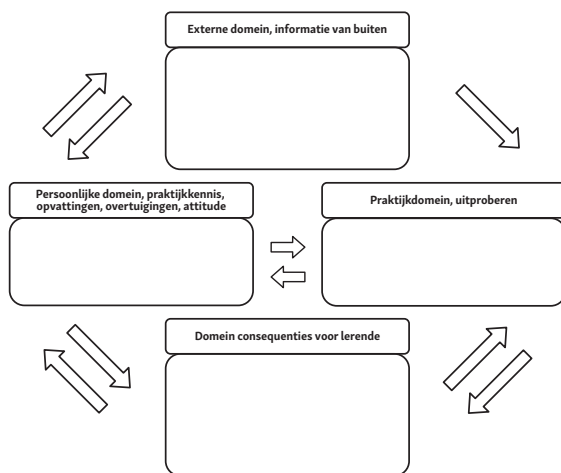 Externe domein, informatie van buiten
Persoonlijke domein, praktijkkennis,
opvattingen, overtuigingen, attitude
Praktijkdomein, uitproberen
Domein consequenties voor lerende